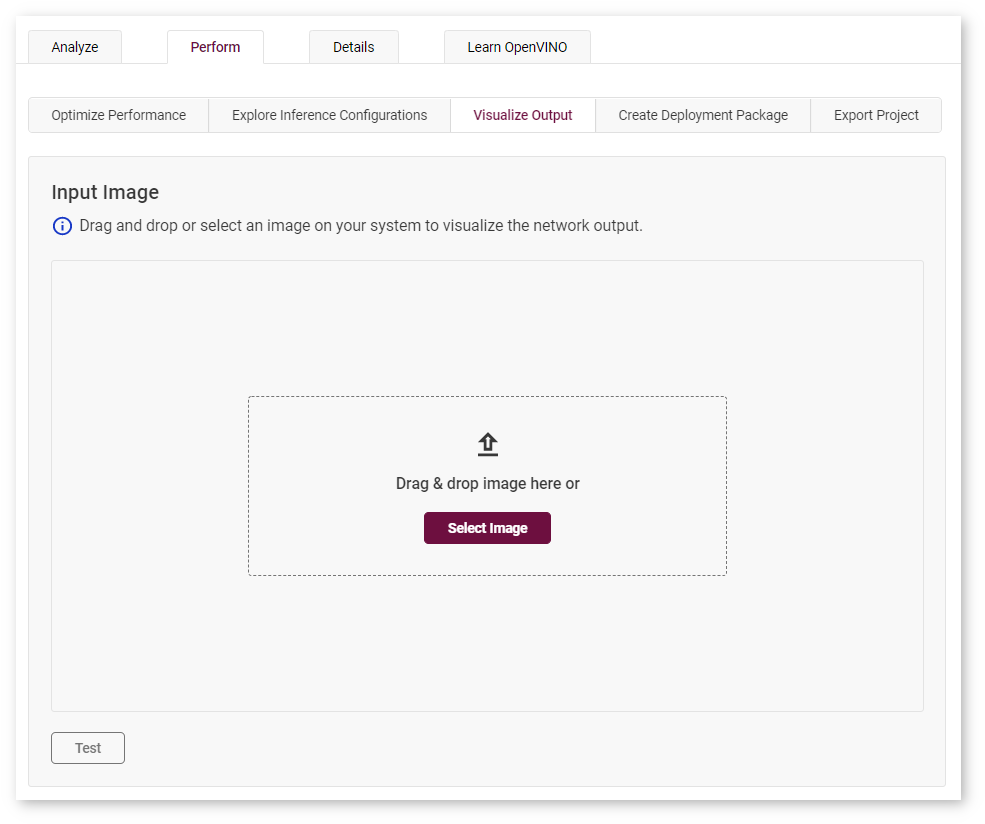 Analyze Perform Details Learn OpenVINO
Optimize Performance Explore Inference Configurations Visualize Output Create Deployment Package Export Project
Input Image
Drag and drop or select an image on your system to visualize the network output.
Drag & drop image here or
Select Image
Test